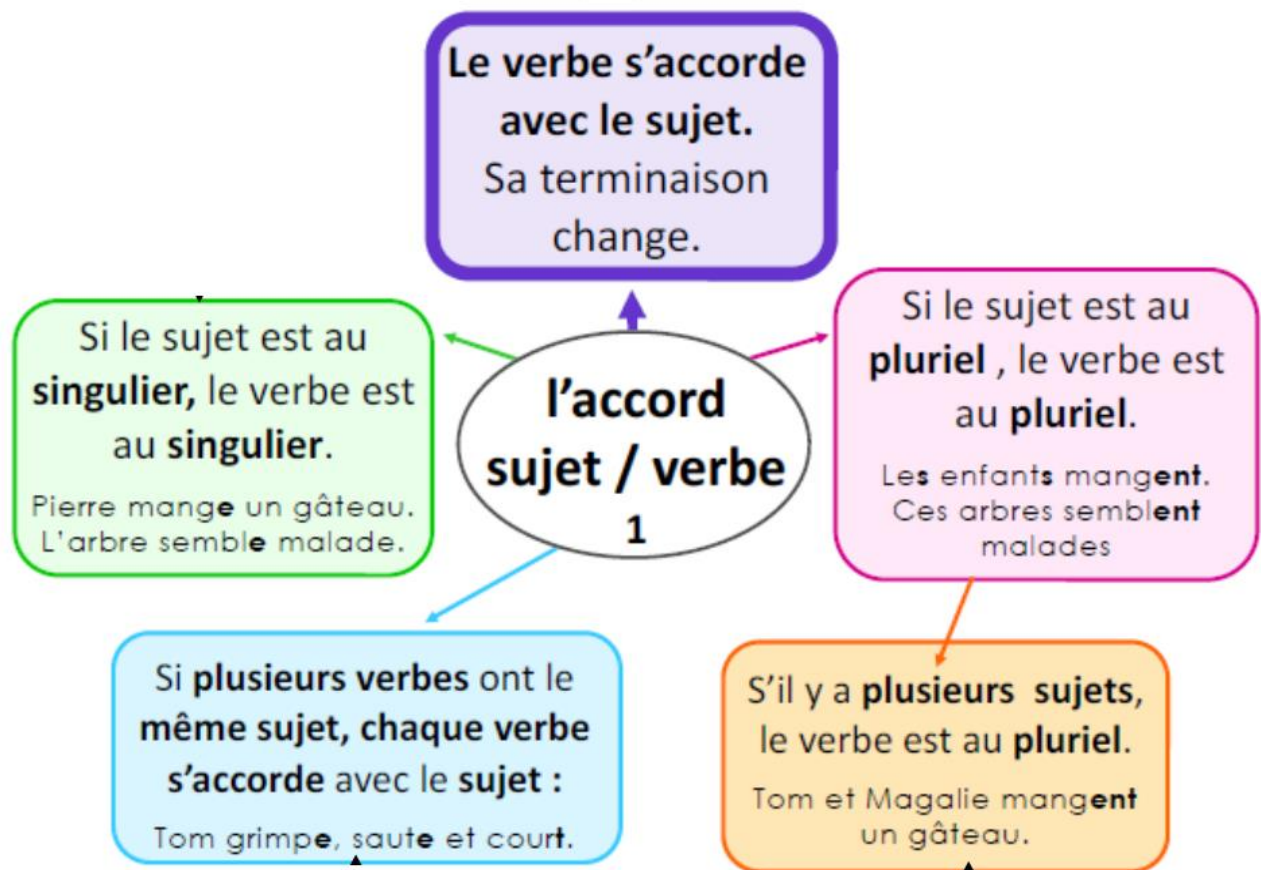 Le verbe s'accorde
avec le sujet.
Sa terminaison
change.
Si le sujet est au
singulier, le verbe est
au singulier.
Pierre mange un gâteau.
L'arbre semble malade.
l'accord
sujet / verbe
1
Si le sujet est au
pluriel , le verbe est
au pluriel.
Les enfants mangent.
Ces arbres semblent
malades
Si plusieurs verbes ont le
même sujet, chaque verbe
s'accorde avec le sujet :
Tom grimpe, saute et court.
S'il y a plusieurs sujets,
le verbe est au pluriel.
Tom et Magalie mangent
un gâteau.